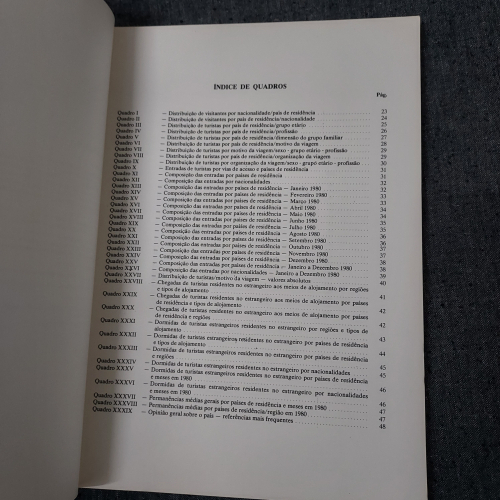 ÍNDICE DE QUADROS
Pág.
Quadro I — Distribuição de visitantes por nacionalidade/país de residência 23
Quadro II — Distribuição de visitantes por país de residência/nacionalidade 24
Quadro III — Distribuição de turistas por país de residência/grupo etário 25
Quadro IV — Distribuição de turistas por país de residência/profissão 26
Quadro V — Distribuição de turistas por país de residência/dimensão do grupo familiar 27
Quadro VI — Distribuição de turistas por país de residência/motivo da viagem 28
Quadro VII — Distribuição de turistas por motivo da viagem/sexo - grupo etário - profissão 29
Quadro VIII — Distribuição de turistas por país de residência/organização da viagem 29
Quadro IX — Distribuição de turistas por organização da viagem/sexo - grupo etário - profissão 30
Quadro X — Entradas de turistas por vias de acesso e países de residência 31
Quadro XI — Composição das entradas por países de residência 31
Quadro XII — Composição das entradas por nacionalidades 32
Quadro XIII — Composição das entradas por países de residência — Janeiro 1980 32
Quadro XIV — Composição das entradas por países de residência — Fevereiro 1980 33
Quadro XV — Composição das entradas por países de residência — Março 1980 33
Quadro XVI — Composição das entradas por países de residência — Abril 1980 34
Quadro XVII — Composição das entradas por países de residência — Maio 1980 34
Quadro XVIII — Composição das entradas por países de residência — Junho 1980 35
Quadro XIX — Composição das entradas por países de residência — Julho 1980 35
Quadro XX — Composição das entradas por países de residência — Agosto 1980 36
Quadro XXI — Composição das entradas por países de residência — Setembro 1980 36
Quadro XXII — Composição das entradas por países de residência — Outubro 1980 37
Quadro XXIII — Composição das entradas por países de residência — Novembro 1980 37
Quadro XXIV — Composição das entradas por países de residência — Dezembro 1980 38
Quadro XXV — Composição das entradas por países de residência — Janeiro a Dezembro 1980 38
Quadro XXVI — Composição das entradas por nacionalidades — Janeiro a Dezembro 1980 39
Quadro XXVII — Distribuição de turistas/motivo da viagem — valores absolutos 40
Quadro XXVIII — Chegadas de turistas residentes no estrangeiro aos meios de alojamento por regiões
e tipos de alojamento 41
Quadro XXIX — Chegadas de turistas residentes no estrangeiro aos meios de alojamento por países
de residência e tipos de alojamento 42
Quadro XXX — Chegadas de turistas residentes no estrangeiro aos meios de alojamento por países
de residência e regiões 42
Quadro XXXI — Dormidas de turistas residentes no estrangeiro por regiões e tipos de
alojamento 43
Quadro XXXII — Dormidas de turistas estrangeiros residentes no estrangeiro por países de residência
e tipos de alojamento 44
Quadro XXXIII — Dormidas de turistas estrangeiros residentes no estrangeiro por países de residência
e regiões 44
Quadro XXXIV — Dormidas de turistas estrangeiros residentes no estrangeiro por nacionalidades 45
Quadro XXXV — Dormidas de turistas estrangeiros residentes no estrangeiro por países de residência
e meses em 1980 45
Quadro XXXVI — Dormidas de turistas estrangeiros residentes no estrangeiro por nacionalidades
e meses em 1980 46
Quadro XXXVII — Permanências médias gerais por países de residência e meses em 1980 46
Quadro XXXVIII — Permanências médias por países de residência/região em 1980 47
Quadro XXXIX — Opinião geral sobre o país — referências mais frequentes 48